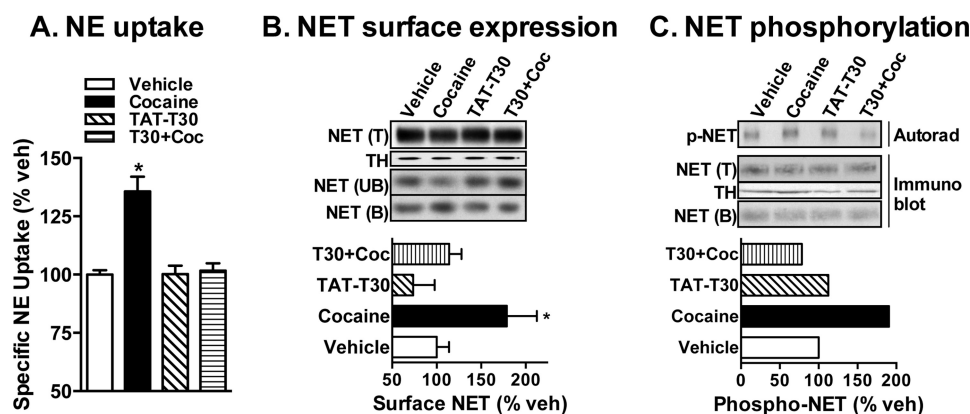 A. NE uptake
Vehicle
Cocaine
TAT-T30
T30+Coc
150
125
100
75
50
Specific NE Uptake (% veh)
*
B. NET surface expression
Vehicle
Cocaine
TAT-T30
T30+Coc
NET (T)
TH
NET (UB)
NET (B)
T30+Coc
TAT-T30
Cocaine
*
Vehicle
50 100 150 200
Surface NET (% veh)
C. NET phosphorylation
Vehicle
Cocaine
TAT-T30
T30+Coc
p-NET
Autorad
NET (T)
TH
NET (B)
Immuno
blot
T30+Coc
TAT-T30
Cocaine
Vehicle
0 50 100 150 200
Phospho-NET (% veh)